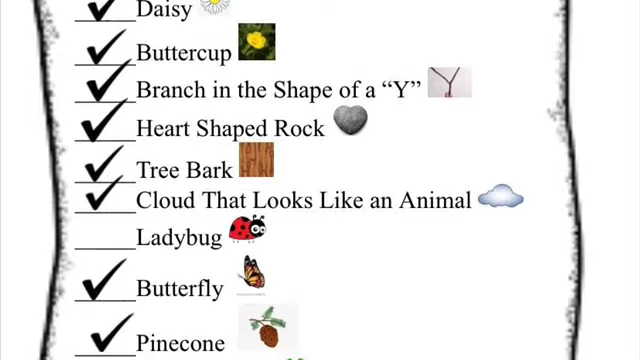 Daisy
Buttercup
Branch in the Shape of a “Y”
Heart Shaped Rock
Tree Bark
Cloud That Looks Like an Animal
Ladybug
Butterfly
Pinecone